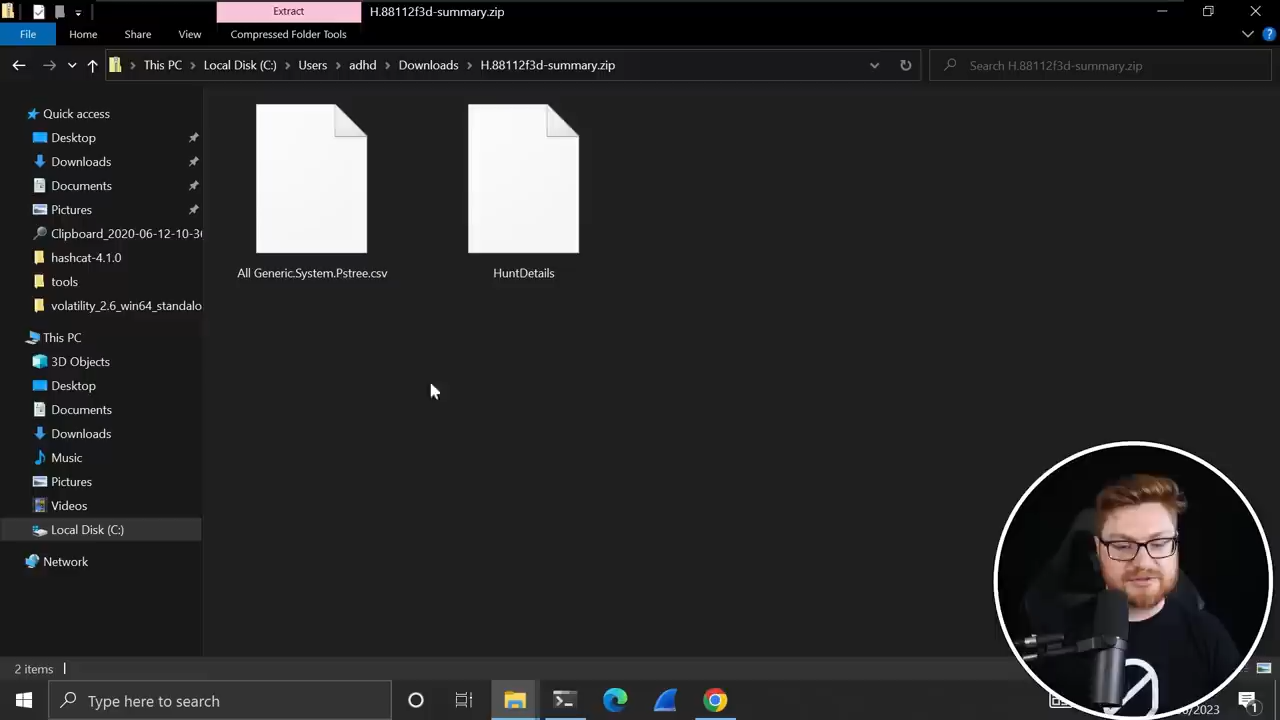 Extract
H.88112f3d-summary.zip
File
Home
Share
View
Compressed Folder Tools
This PC
Local Disk (C:)
Users
adhd
Downloads
H.88112f3d-summary.zip
Search H.88112f3d-summary.zip
Quick access
Desktop
Downloads
Documents
Pictures
Clipboard_2020-06-12-10-3
hashcat-4.1.0
tools
volatility_2.6_win64_standalo
This PC
3D Objects
Desktop
Documents
Downloads
Music
Pictures
Videos
Local Disk (C:)
Network
All Generic.System.Pstree.csv
HuntDetails
2 items
Type here to search
/2023
1